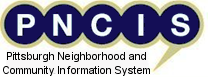 PNCIS
Pittsburgh Neighborhood and
Community Information System